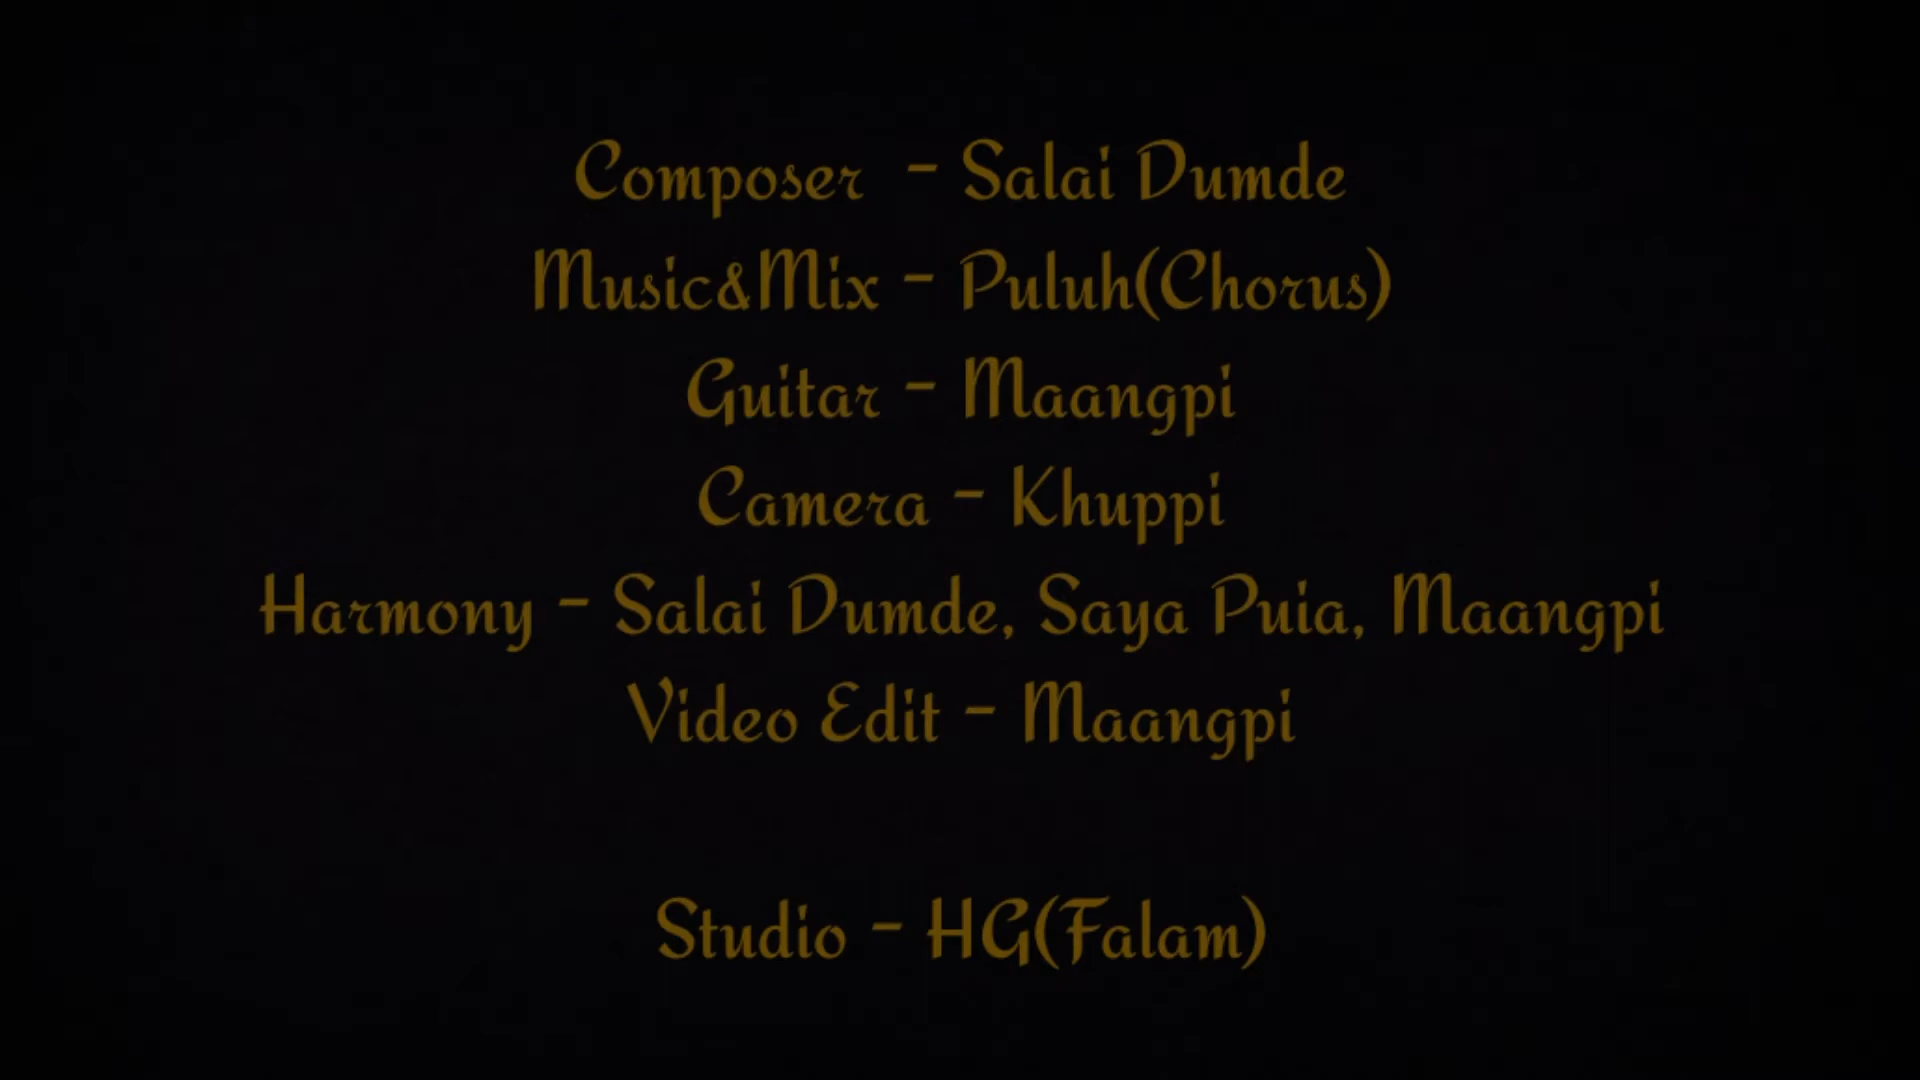 Composer - Salai Dumde
Music&Mix - Puluh(Chorus)
Guitar - Maangpi
Camera - Khuppi
Harmony - Salai Dumde, Saya Puia, Maangpi
Video Edit - Maangpi
Studio - HG(Falam)